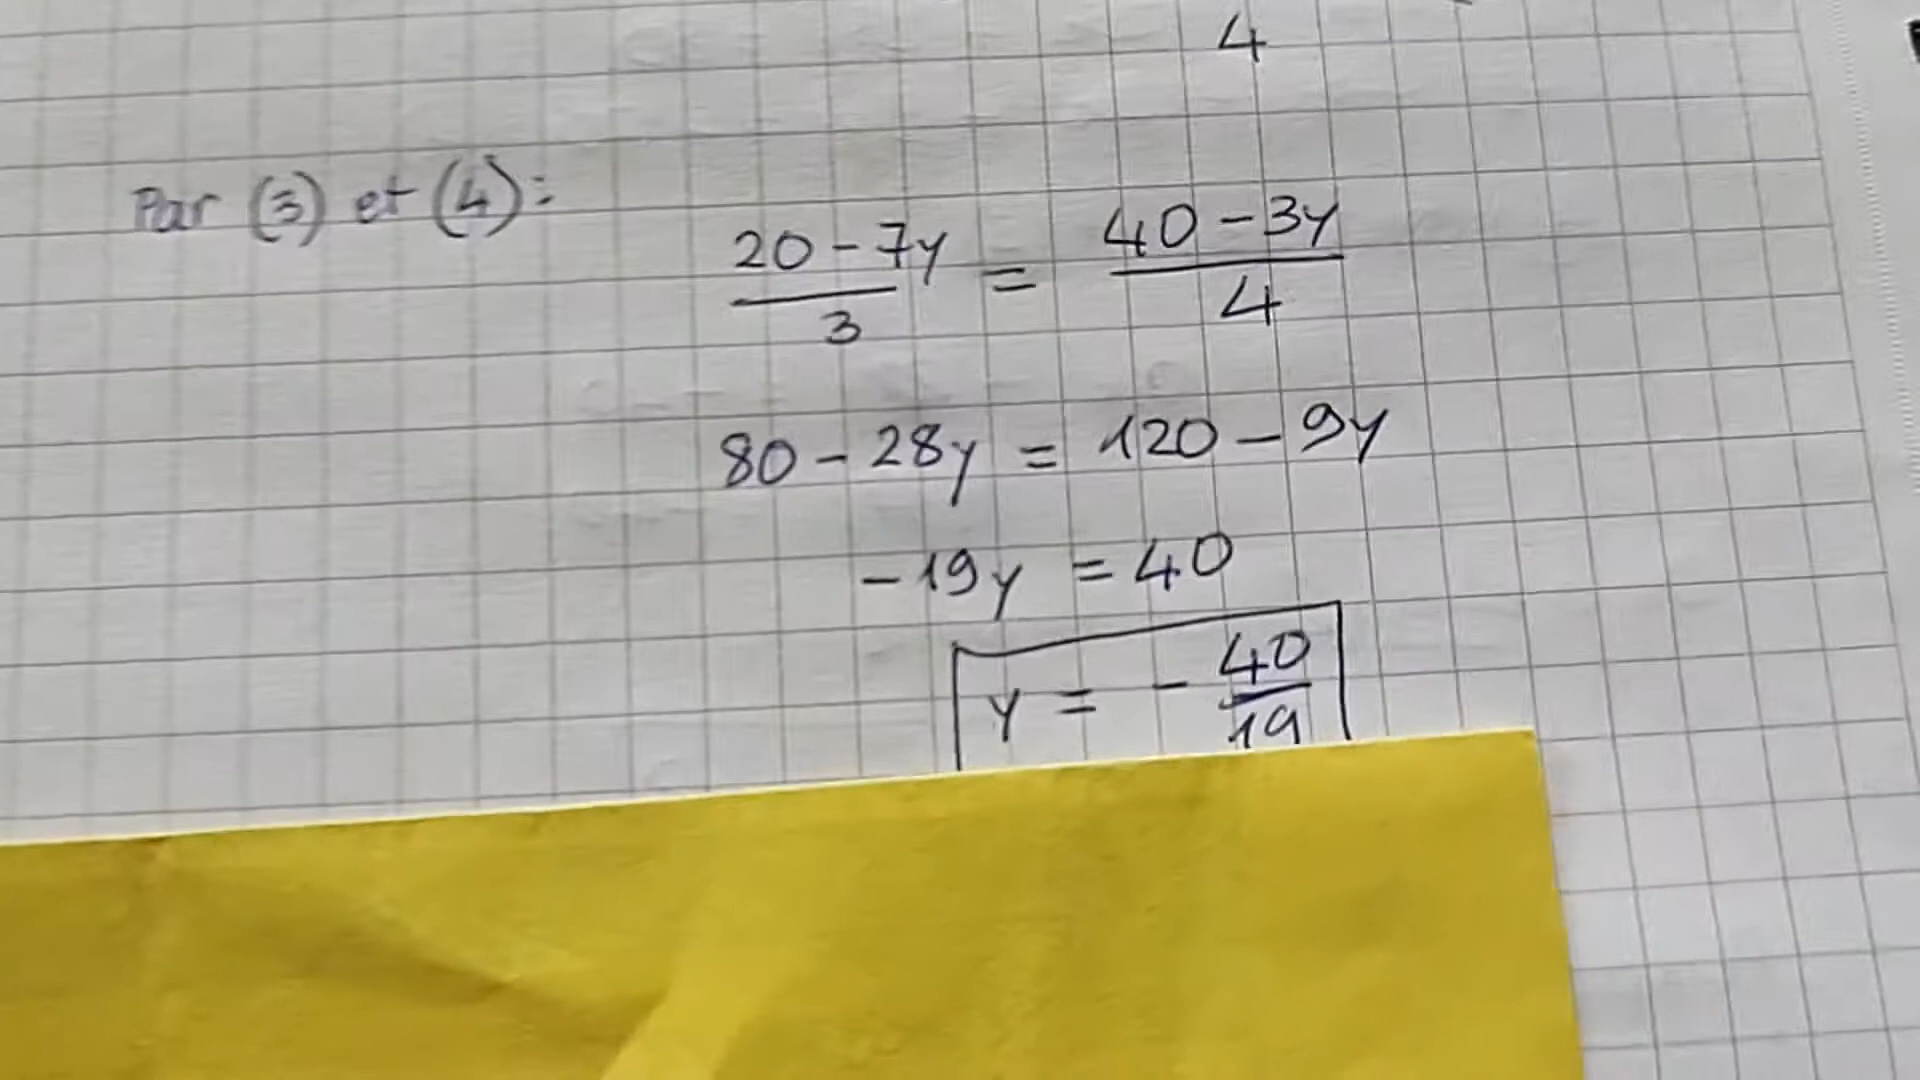 4
Par (3) et (4):
20 - 7y / 3 = 40 - 3y / 4
80 - 28y = 120 - 9y
- 19y = 40
y = - 40 / 19